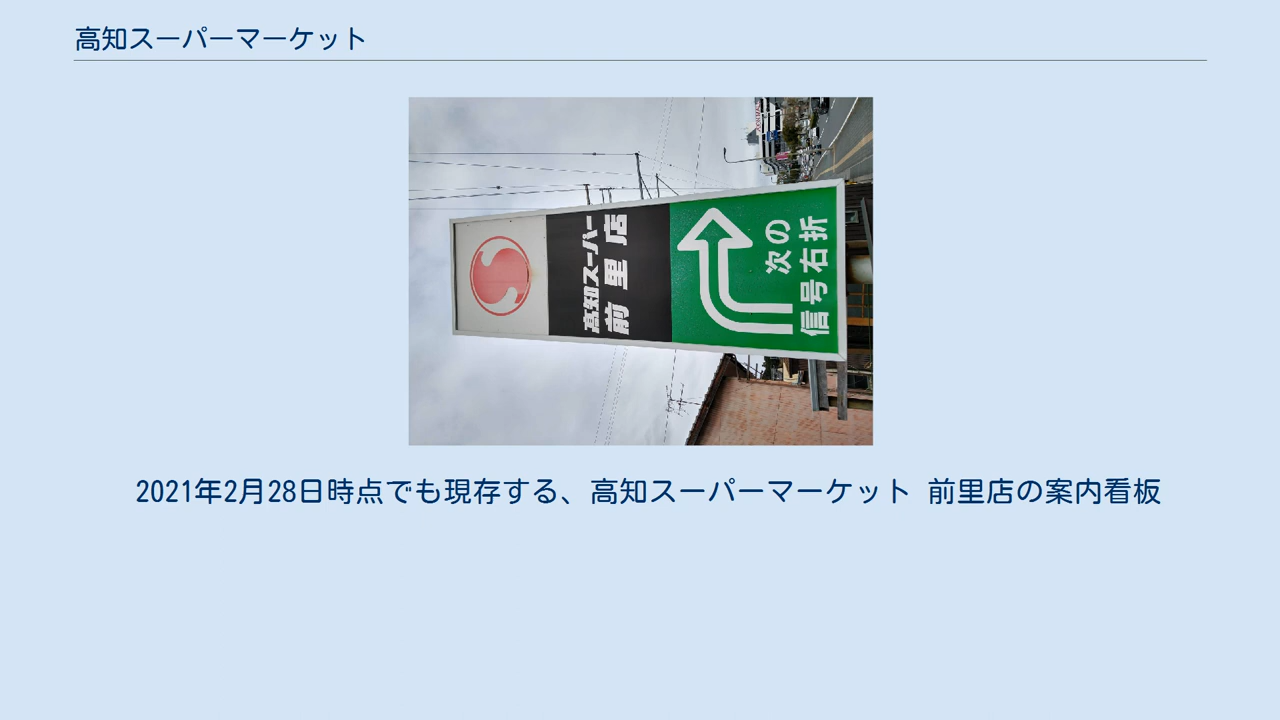 高知スーパーマーケット
高知スーパー
前里店
次の
信号右折
2021年2月28日時点でも現存する、高知スーパーマーケット 前里店の案内看板